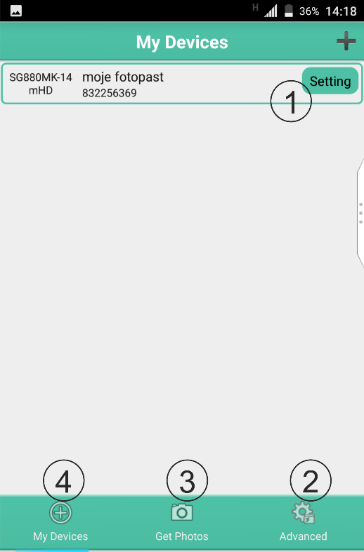 H 36% 14:18
My Devices +
SG880MK-14
mHD
moje fotopast
832256369
Setting
1
4 3 2
My Devices Get Photos Advanced